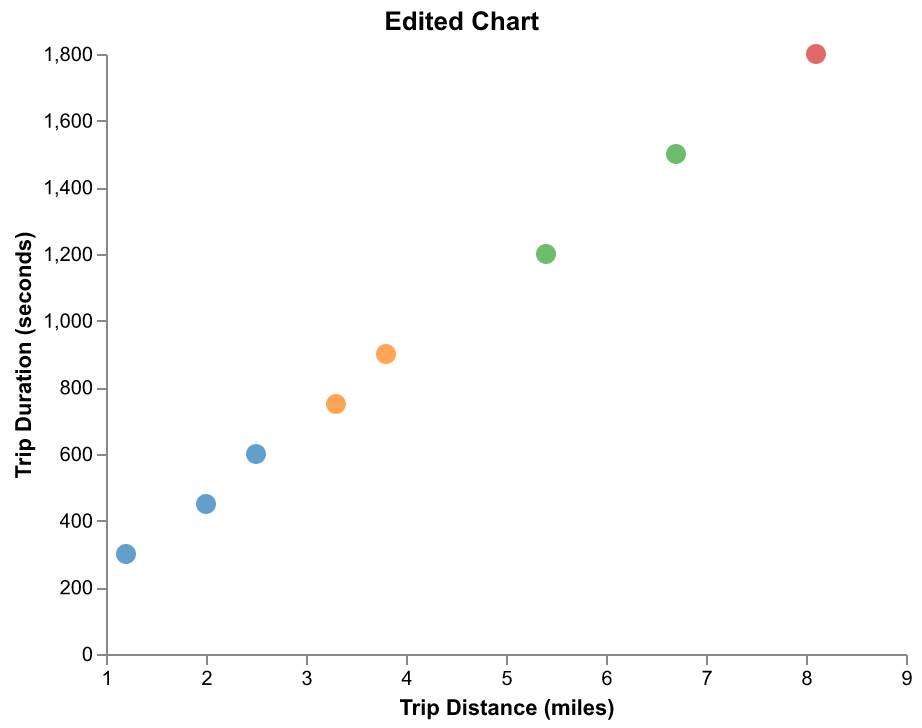 Edited Chart
1,800
1,600
1,400
1,200
1,000
800
600
400
200
0
Trip Duration (seconds)
1 2 3 4 5 6 7 8 9
Trip Distance (miles)